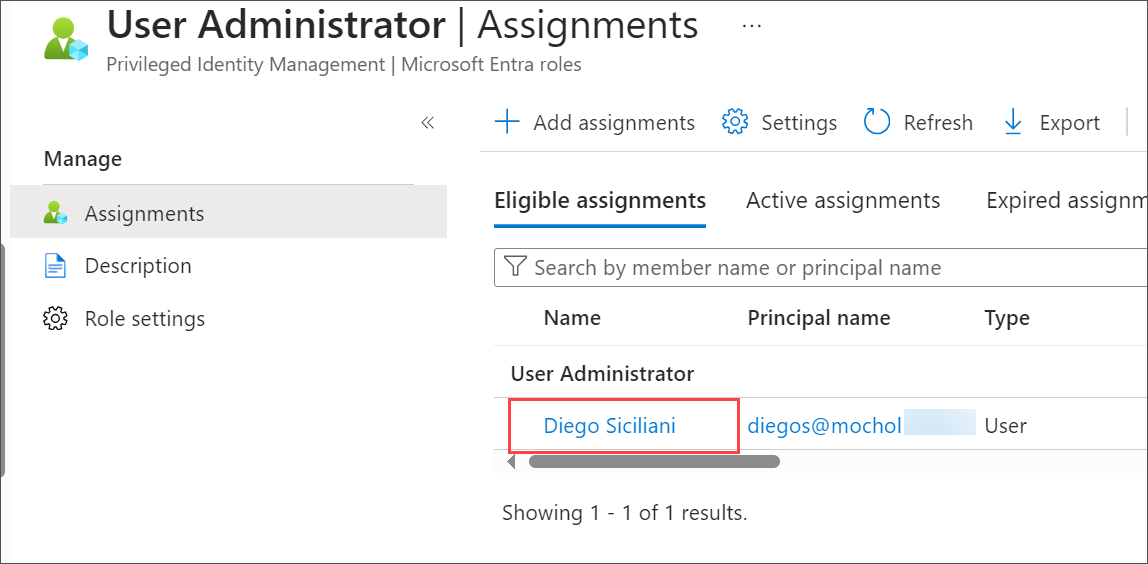 User Administrator | Assignments ...
Privileged Identity Management | Microsoft Entra roles
«
Manage
Assignments
Description
Role settings
Add assignments Settings Refresh Export
Eligible assignments Active assignments Expired assignm
Search by member name or principal name
Name Principal name Type
User Administrator
Diego Siciliani diegos@mochol User
Showing 1 - 1 of 1 results.